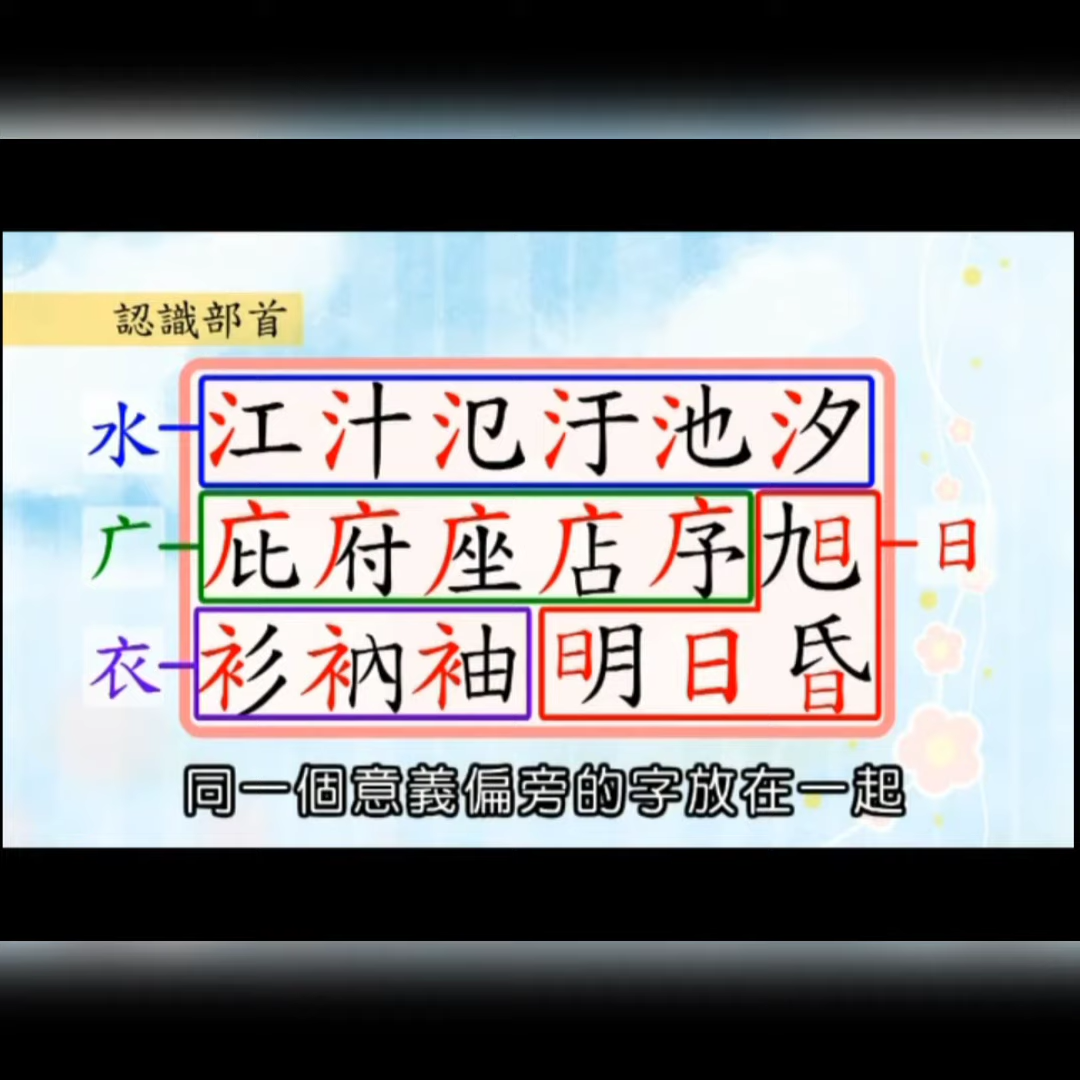 認識部首
水 江汁氾汙池汐
广 庇府座店序旭 日
衣 衫衲袖明日昏
同一個意義偏旁的字放在一起